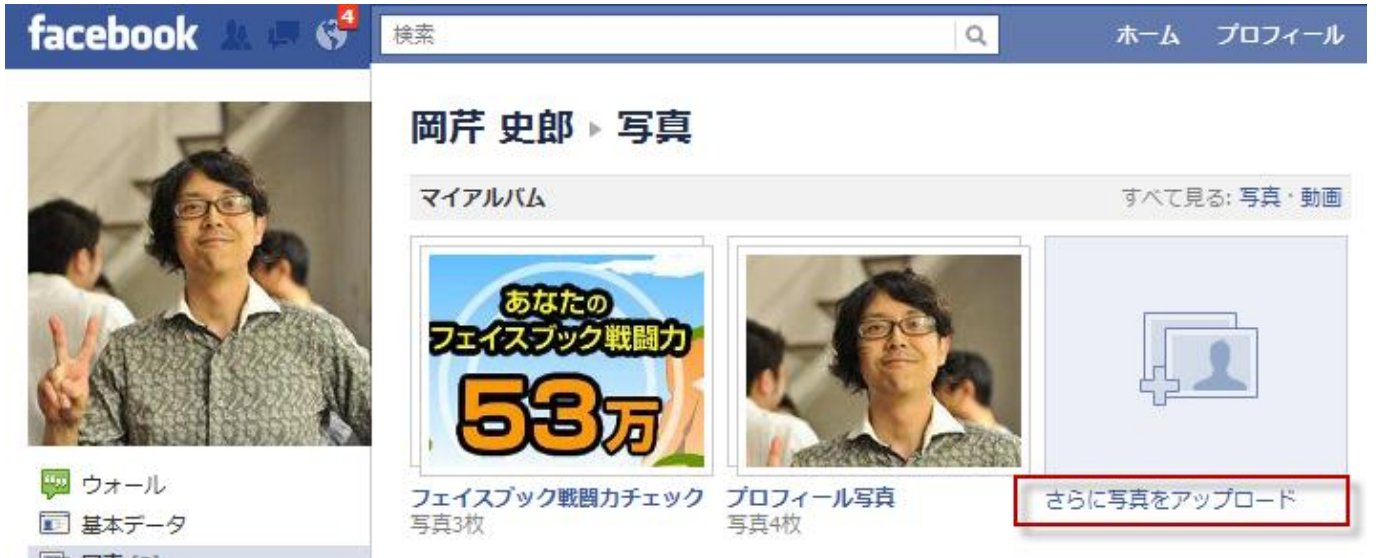 facebook
4
検索
ホーム プロフィール
岡芹 史郎 ▸ 写真
マイアルバム
すべて見る: 写真・動画
あなたの
フェイスブック戦闘力
53万
フェイスブック戦闘力チェック
写真3枚
プロフィール写真
写真4枚
さらに写真をアップロード
ウォール
基本データ